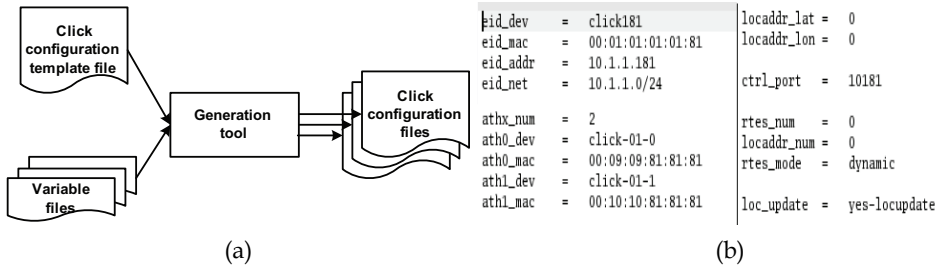 Click
configuration
template file
Variable
files
Generation
tool
Click
configuration
files
(a)
eid_dev = click181
eid_mac = 00:01:01:01:01:81
eid_addr = 10.1.1.181
eid_net = 10.1.1.0/24
athx_num = 2
ath0_dev = click-01-0
ath0_mac = 00:09:09:81:81:81
ath1_dev = click-01-1
ath1_mac = 00:10:10:81:81:81
locaddr_lat = 0
locaddr_lon = 0
ctrl_port = 10181
rtes_num = 0
locaddr_num = 0
rtes_mode = dynamic
loc_update = yes-locupdate
(b)